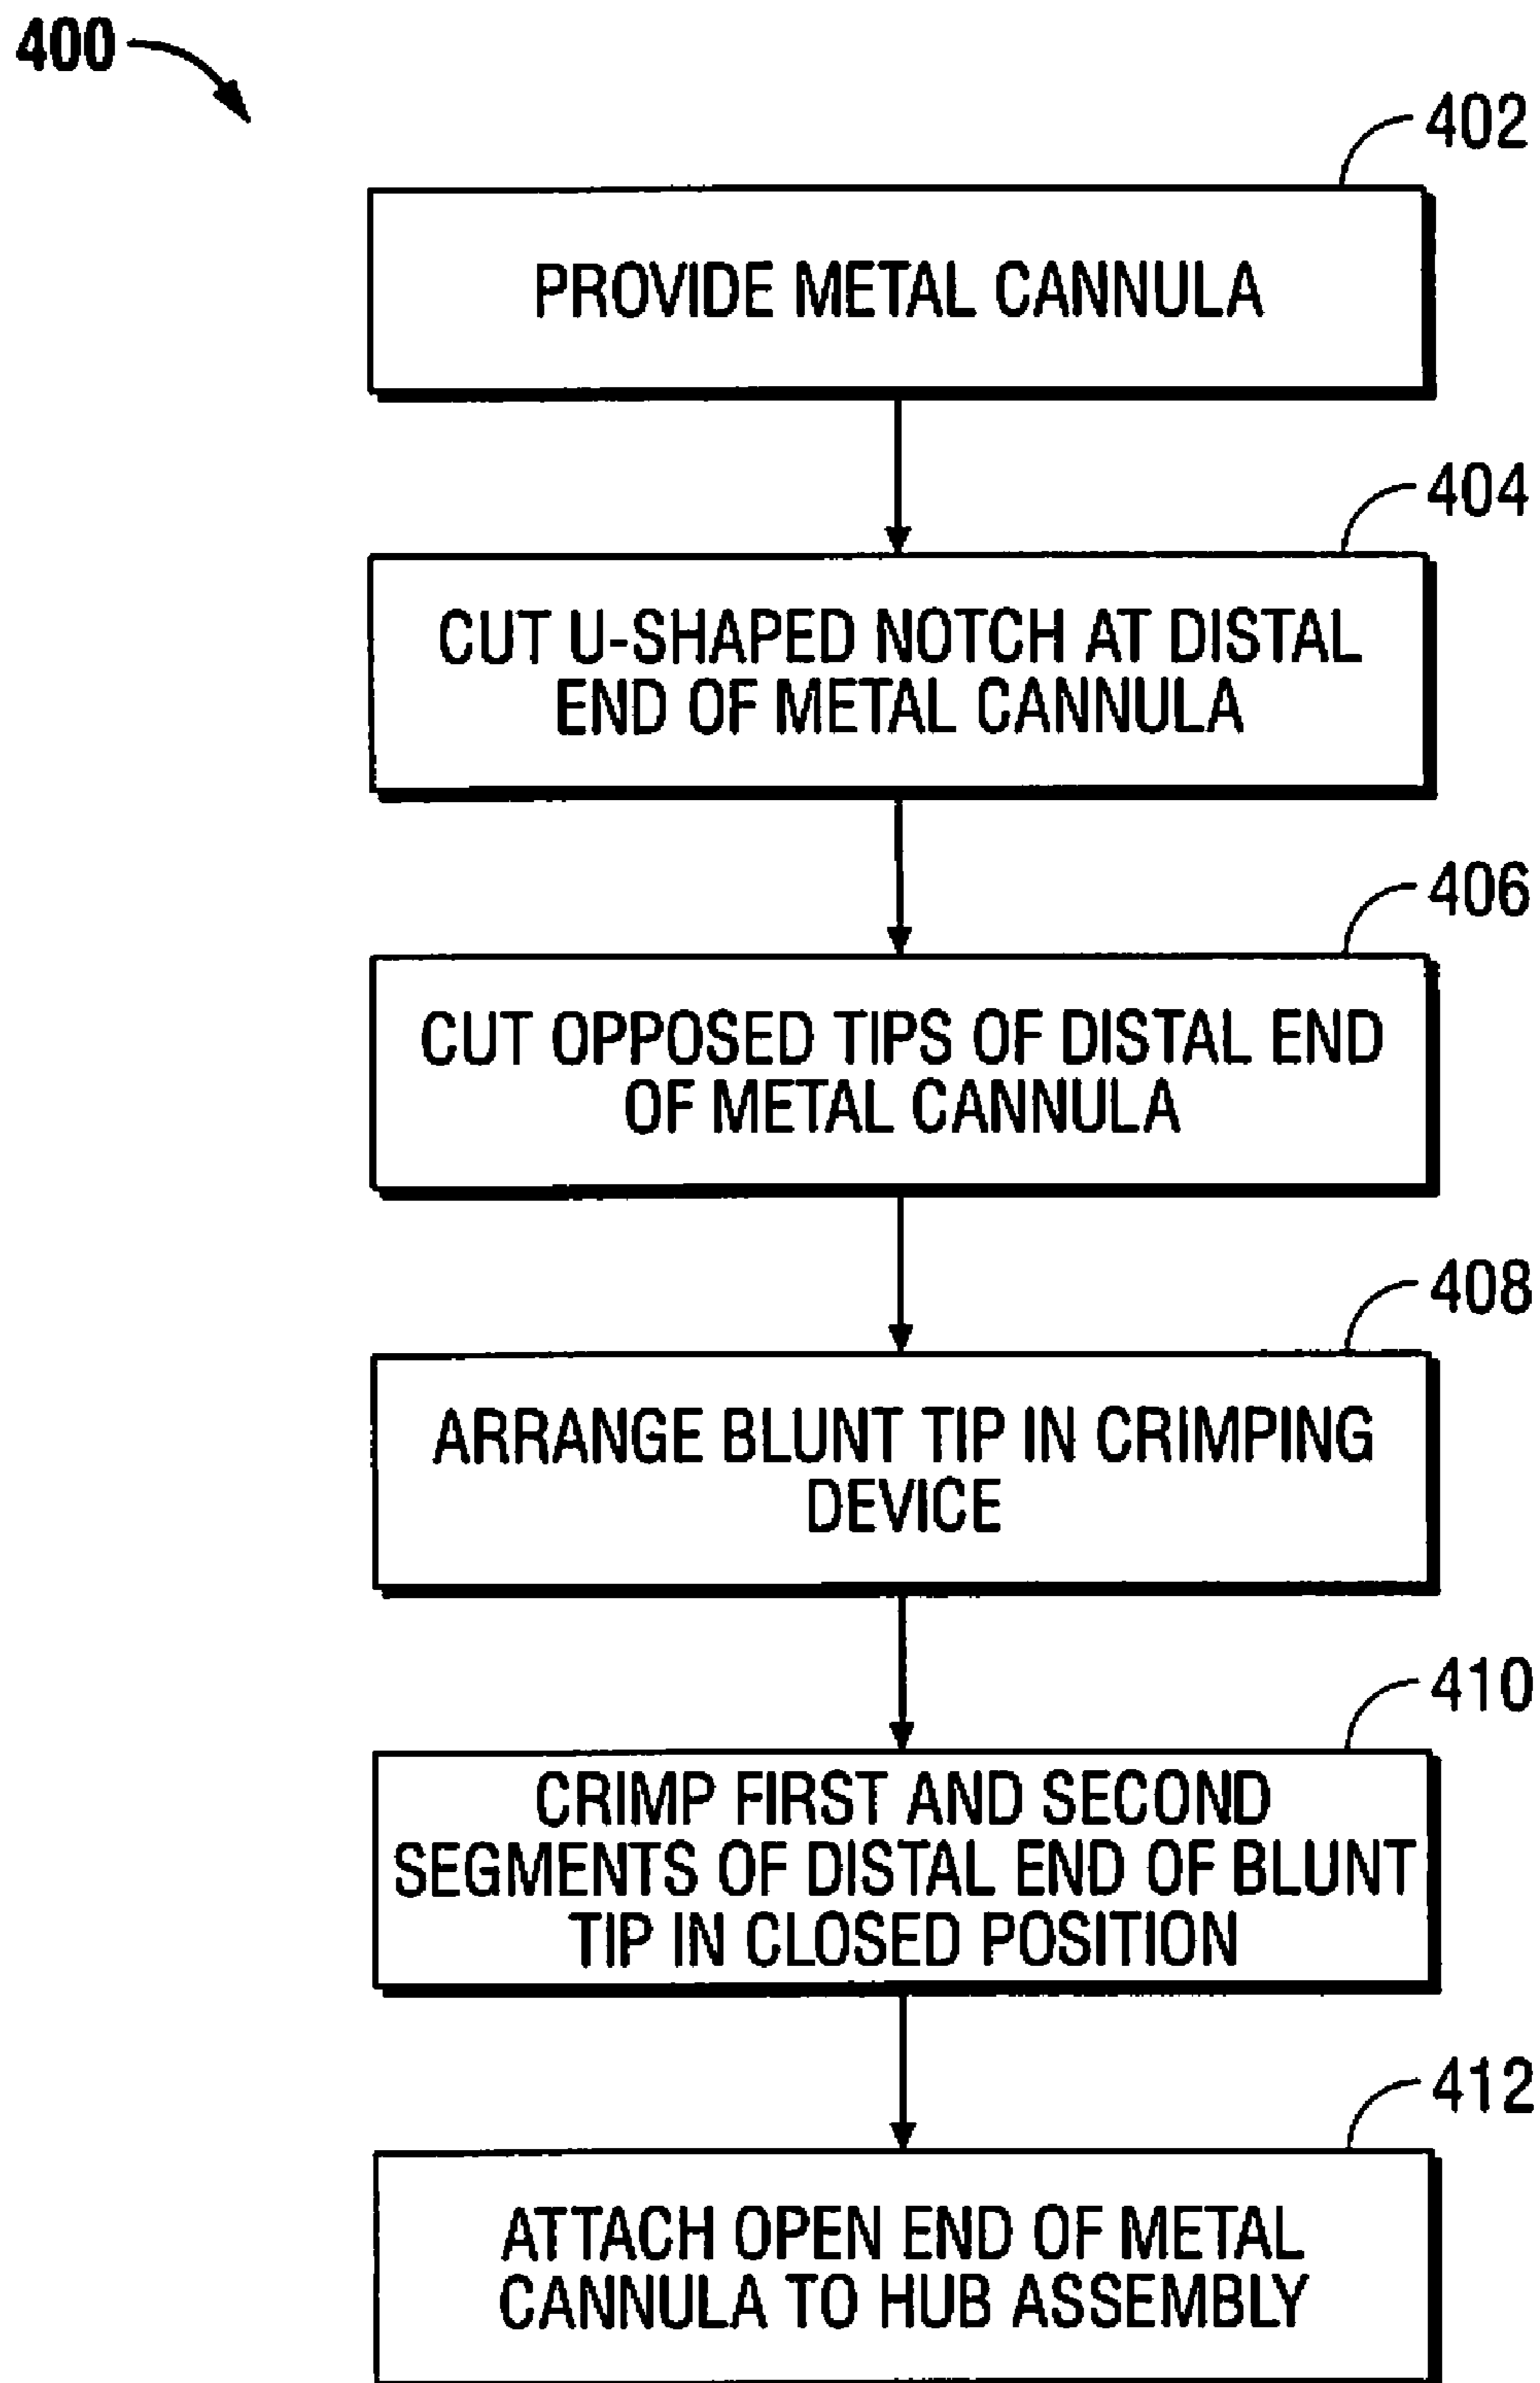 400
402
PROVIDE METAL CANNULA
404
CUT U-SHAPED NOTCH AT DISTAL
END OF METAL CANNULA
406
CUT OPPOSED TIPS OF DISTAL END
OF METAL CANNULA
408
ARRANGE BLUNT TIP IN CRIMPING
DEVICE
410
CRIMP FIRST AND SECOND
SEGMENTS OF DISTAL END OF BLUNT
TIP IN CLOSED POSITION
412
ATTACH OPEN END OF METAL
CANNULA TO HUB ASSEMBLY